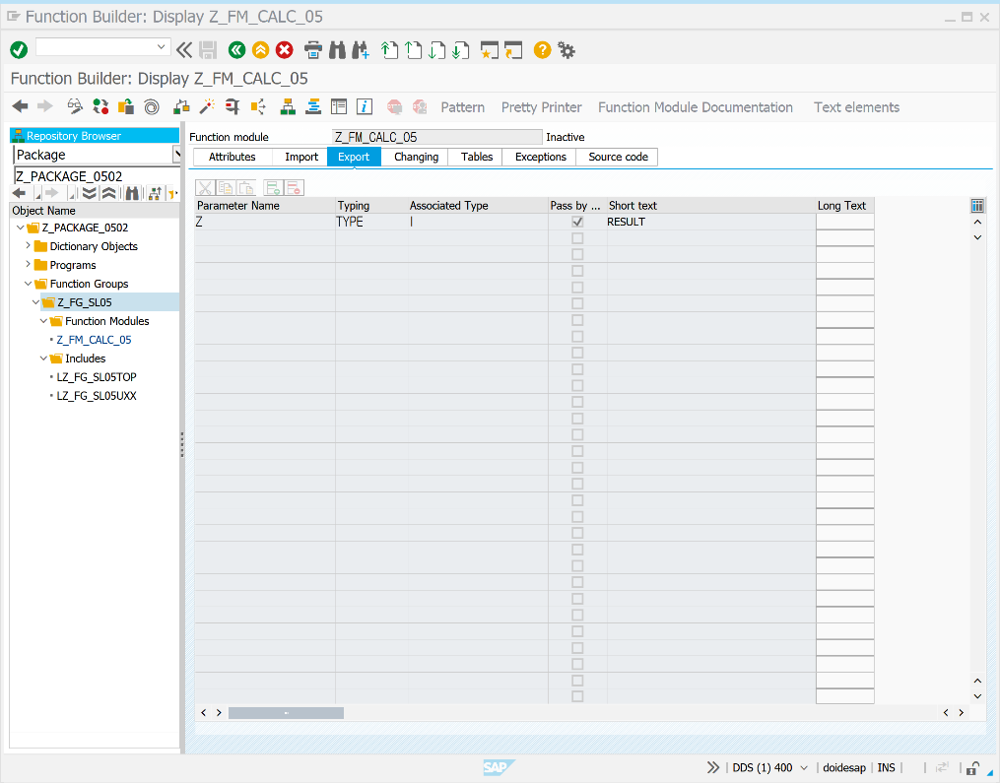 Function Builder: Display Z_FM_CALC_05
Function Builder: Display Z_FM_CALC_05
Pattern Pretty Printer Function Module Documentation Text elements
Repository Browser
Package
Z_PACKAGE_0502
Object Name
Z_PACKAGE_0502
Dictionary Objects
Programs
Function Groups
Z_FG_SL05
Function Modules
Z_FM_CALC_05
Includes
LZ_FG_SL05TOP
LZ_FG_SL05UXX
Function module Z_FM_CALC_05 Inactive
Attributes Import Export Changing Tables Exceptions Source code
Parameter Name Typing Associated Type Pass by ... Short text Long Text
Z TYPE I RESULT
SAP DDS (1) 400 doidesap INS